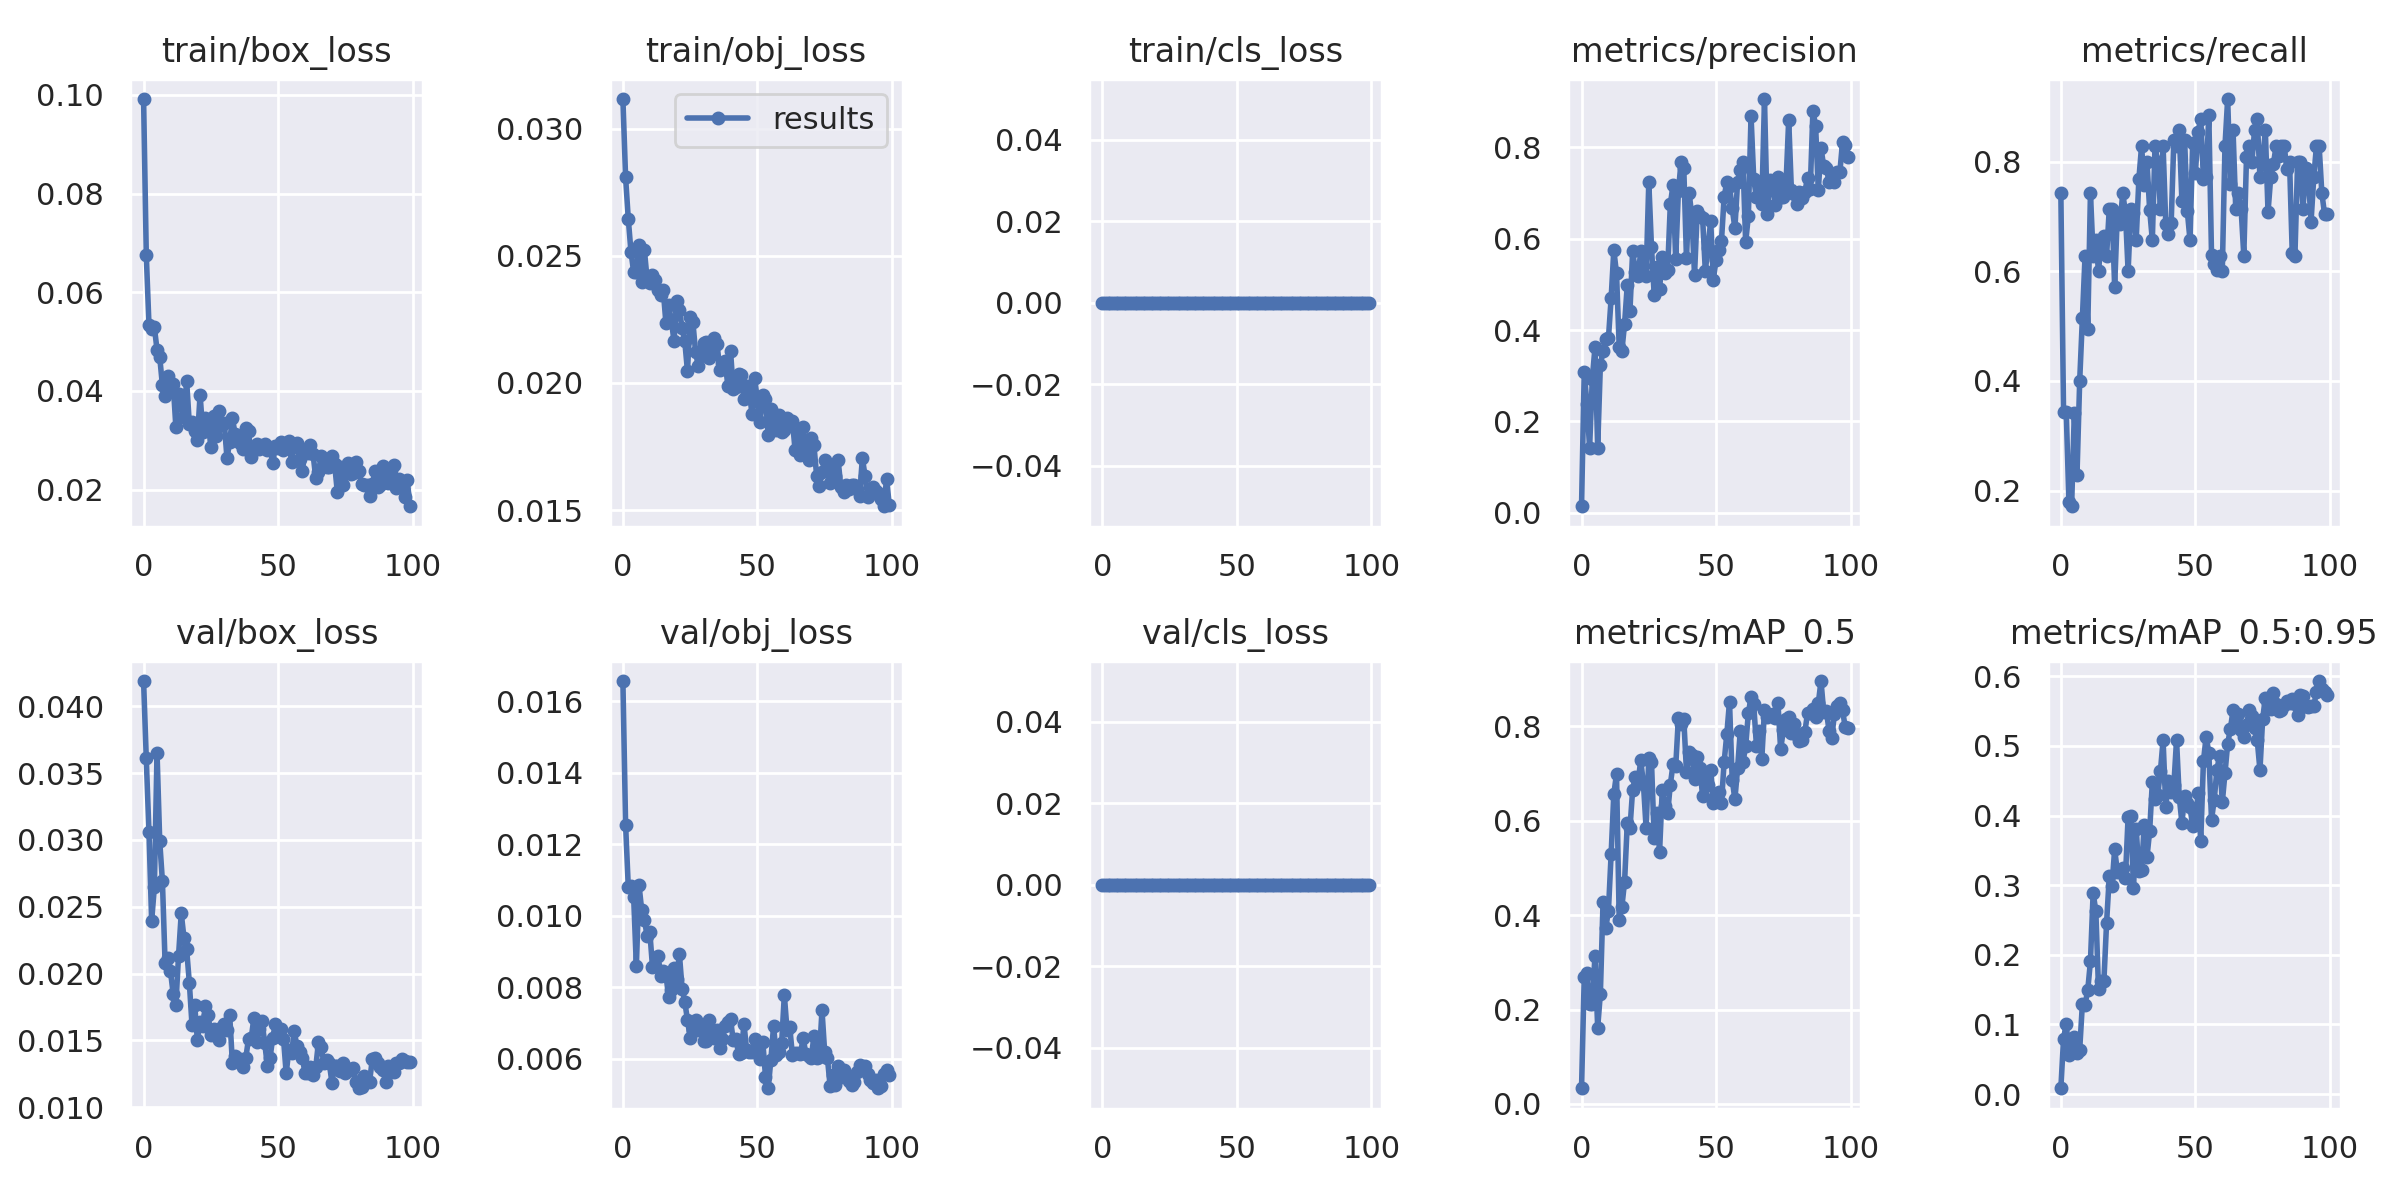 train/box_loss
0.10
0.08
0.06
0.04
0.02
0 50 100
train/obj_loss
results
0.030
0.025
0.020
0.015
0 50 100
train/cls_loss
0.04
0.02
0.00
−0.02
−0.04
0 50 100
metrics/precision
0.8
0.6
0.4
0.2
0.0
0 50 100
metrics/recall
0.8
0.6
0.4
0.2
0 50 100
val/box_loss
0.040
0.035
0.030
0.025
0.020
0.015
0.010
0 50 100
val/obj_loss
0.016
0.014
0.012
0.010
0.008
0.006
0 50 100
val/cls_loss
0.04
0.02
0.00
−0.02
−0.04
0 50 100
metrics/mAP_0.5
0.8
0.6
0.4
0.2
0.0
0 50 100
metrics/mAP_0.5:0.95
0.6
0.5
0.4
0.3
0.2
0.1
0.0
0 50 100